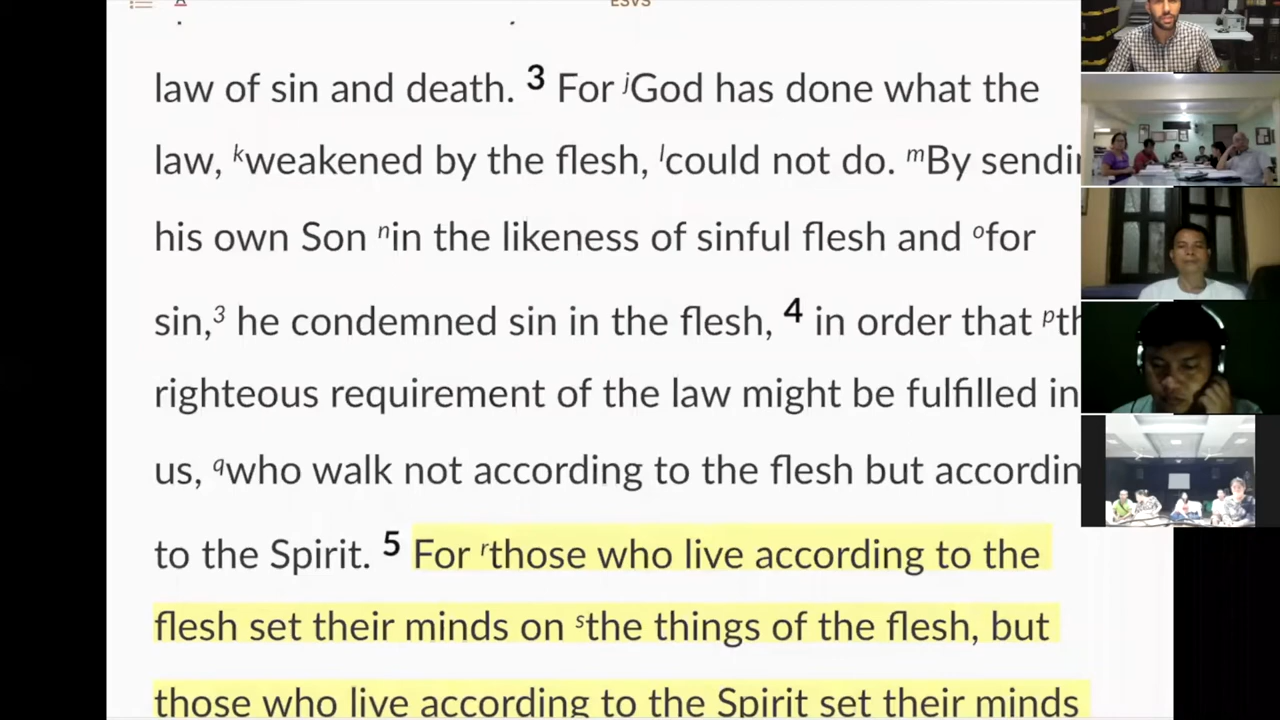 ESVS
law of sin and death. 3 For jGod has done what the
law, kweakened by the flesh, lcould not do. mBy sendi
his own Son nin the likeness of sinful flesh and ofor
sin,3 he condemned sin in the flesh, 4 in order that pth
righteous requirement of the law might be fulfilled in
us, qwho walk not according to the flesh but accordin
to the Spirit. 5 For rthose who live according to the
flesh set their minds on sthe things of the flesh, but
those who live according to the Spirit set their minds